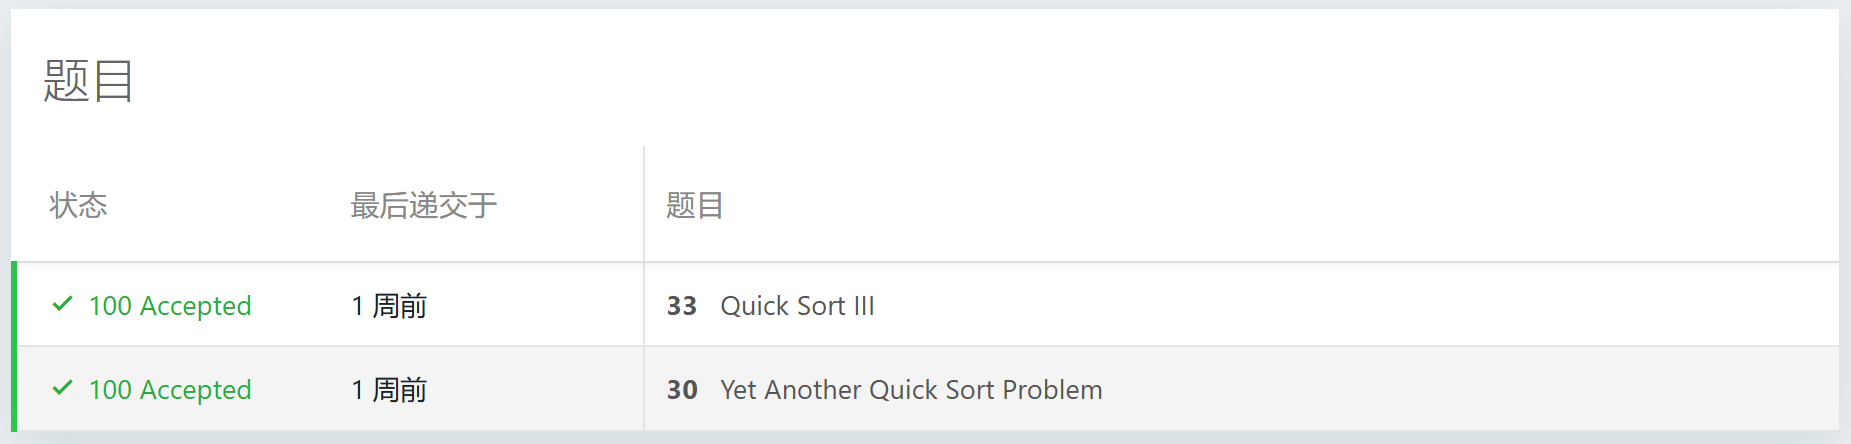 题目
状态 最后递交于 题目
100 Accepted 1 周前 33 Quick Sort III
100 Accepted 1 周前 30 Yet Another Quick Sort Problem